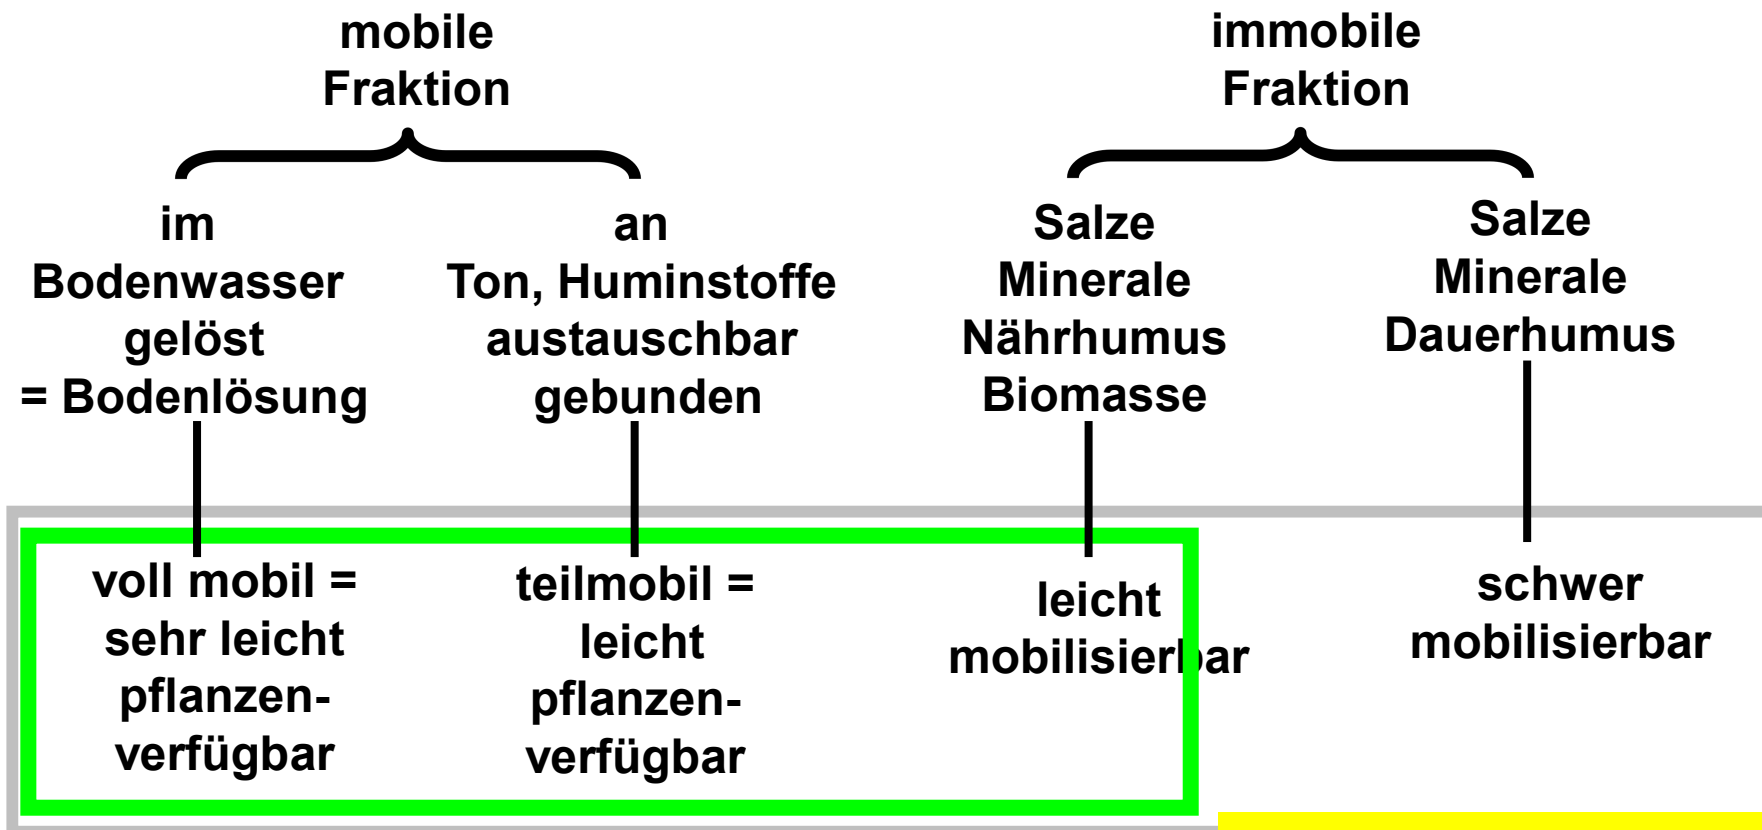 mobile
Fraktion
immobile
Fraktion
im
Bodenwasser
gelöst
= Bodenlösung
an
Ton, Huminstoffe
austauschbar
gebunden
Salze
Minerale
Nährhumus
Biomasse
Salze
Minerale
Dauerhumus
voll mobil =
sehr leicht
pflanzen-
verfügbar
teilmobil =
leicht
pflanzen-
verfügbar
leicht
mobilisierbar
schwer
mobilisierbar